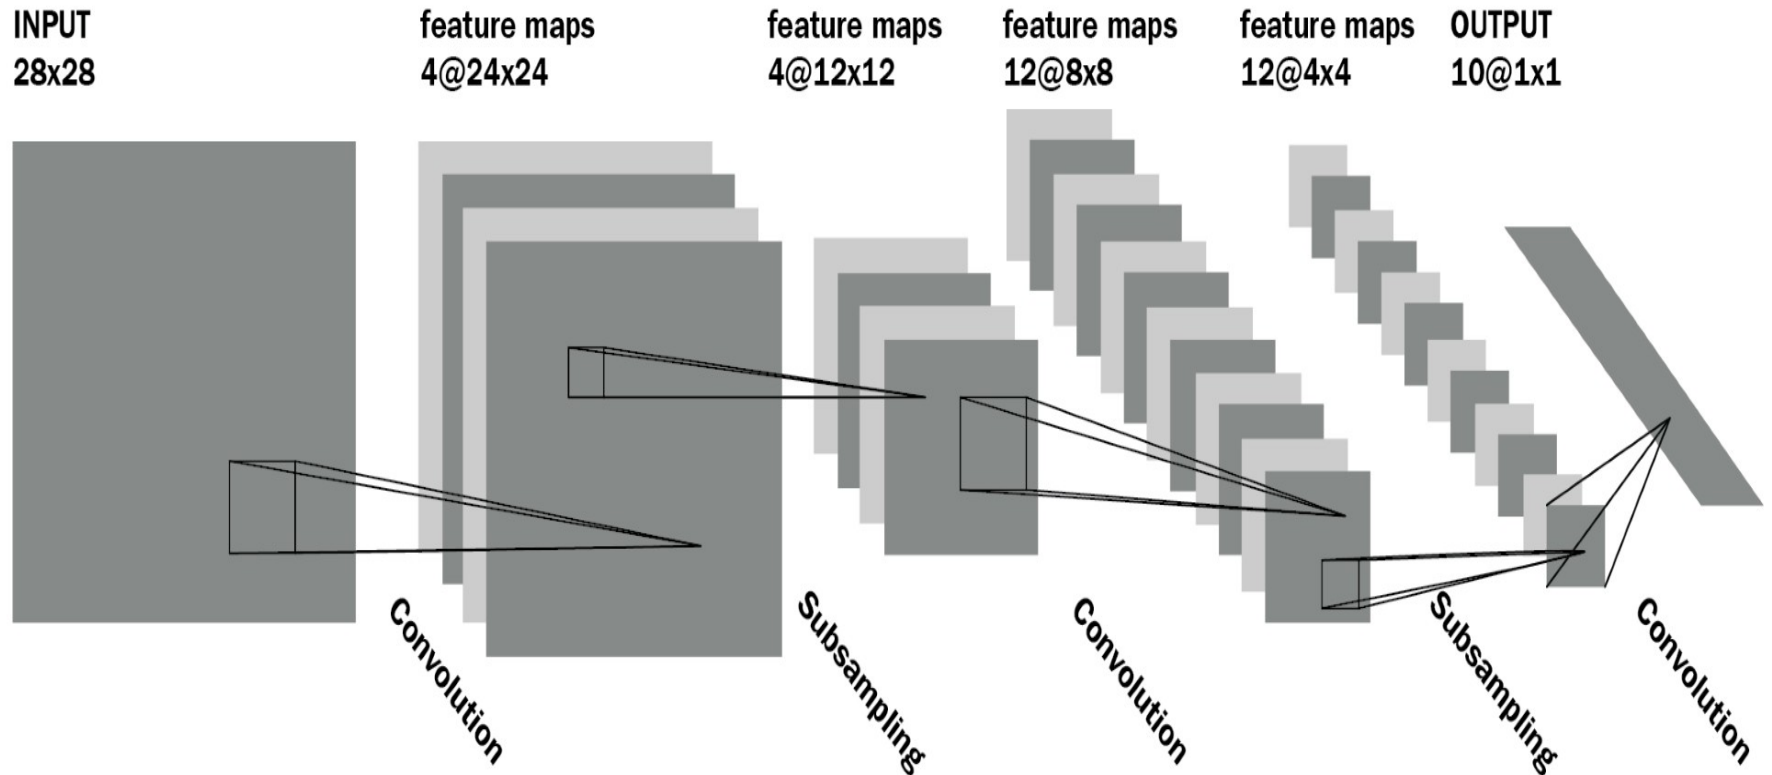 INPUT
28x28
feature maps
4@24x24
feature maps
4@12x12
feature maps
12@8x8
feature maps
12@4x4
OUTPUT
10@1x1
Convolution
Subsampling
Convolution
Subsampling
Convolution